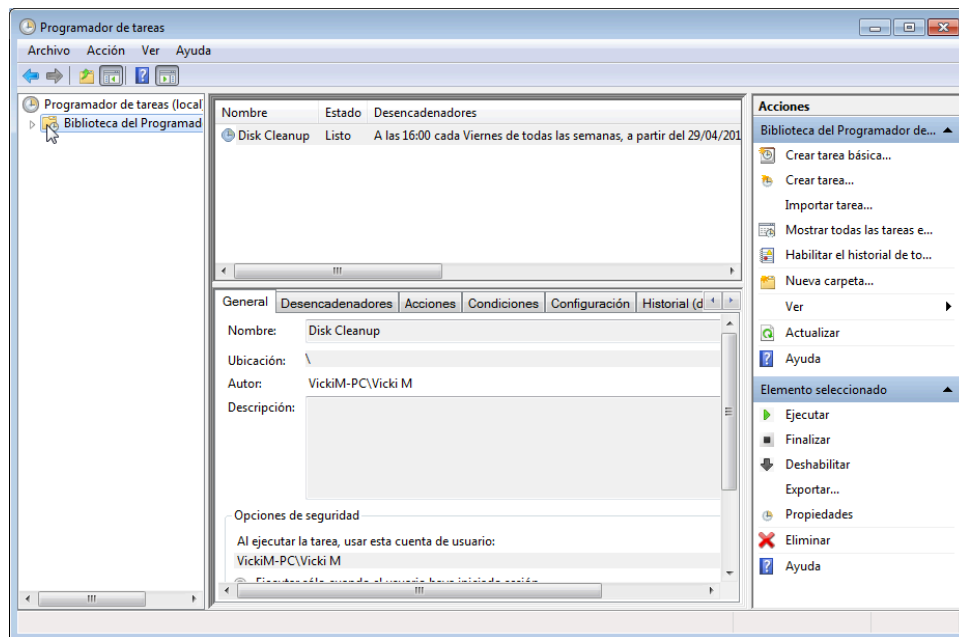 Programador de tareas
Archivo Acción Ver Ayuda
Programador de tareas (local
Biblioteca del Programad
Nombre Estado Desencadenadores
Disk Cleanup Listo A las 16:00 cada Viernes de todas las semanas, a partir del 29/04/201
General Desencadenadores Acciones Condiciones Configuración Historial (d
Nombre: Disk Cleanup
Ubicación: \
Autor: VickiM-PC\Vicki M
Descripción:
Opciones de seguridad
Al ejecutar la tarea, usar esta cuenta de usuario:
VickiM-PC\Vicki M
Acciones
Biblioteca del Programador de...
Crear tarea básica...
Crear tarea...
Importar tarea...
Mostrar todas las tareas e...
Habilitar el historial de to...
Nueva carpeta...
Ver
Actualizar
Ayuda
Elemento seleccionado
Ejecutar
Finalizar
Deshabilitar
Exportar...
Propiedades
Eliminar
Ayuda